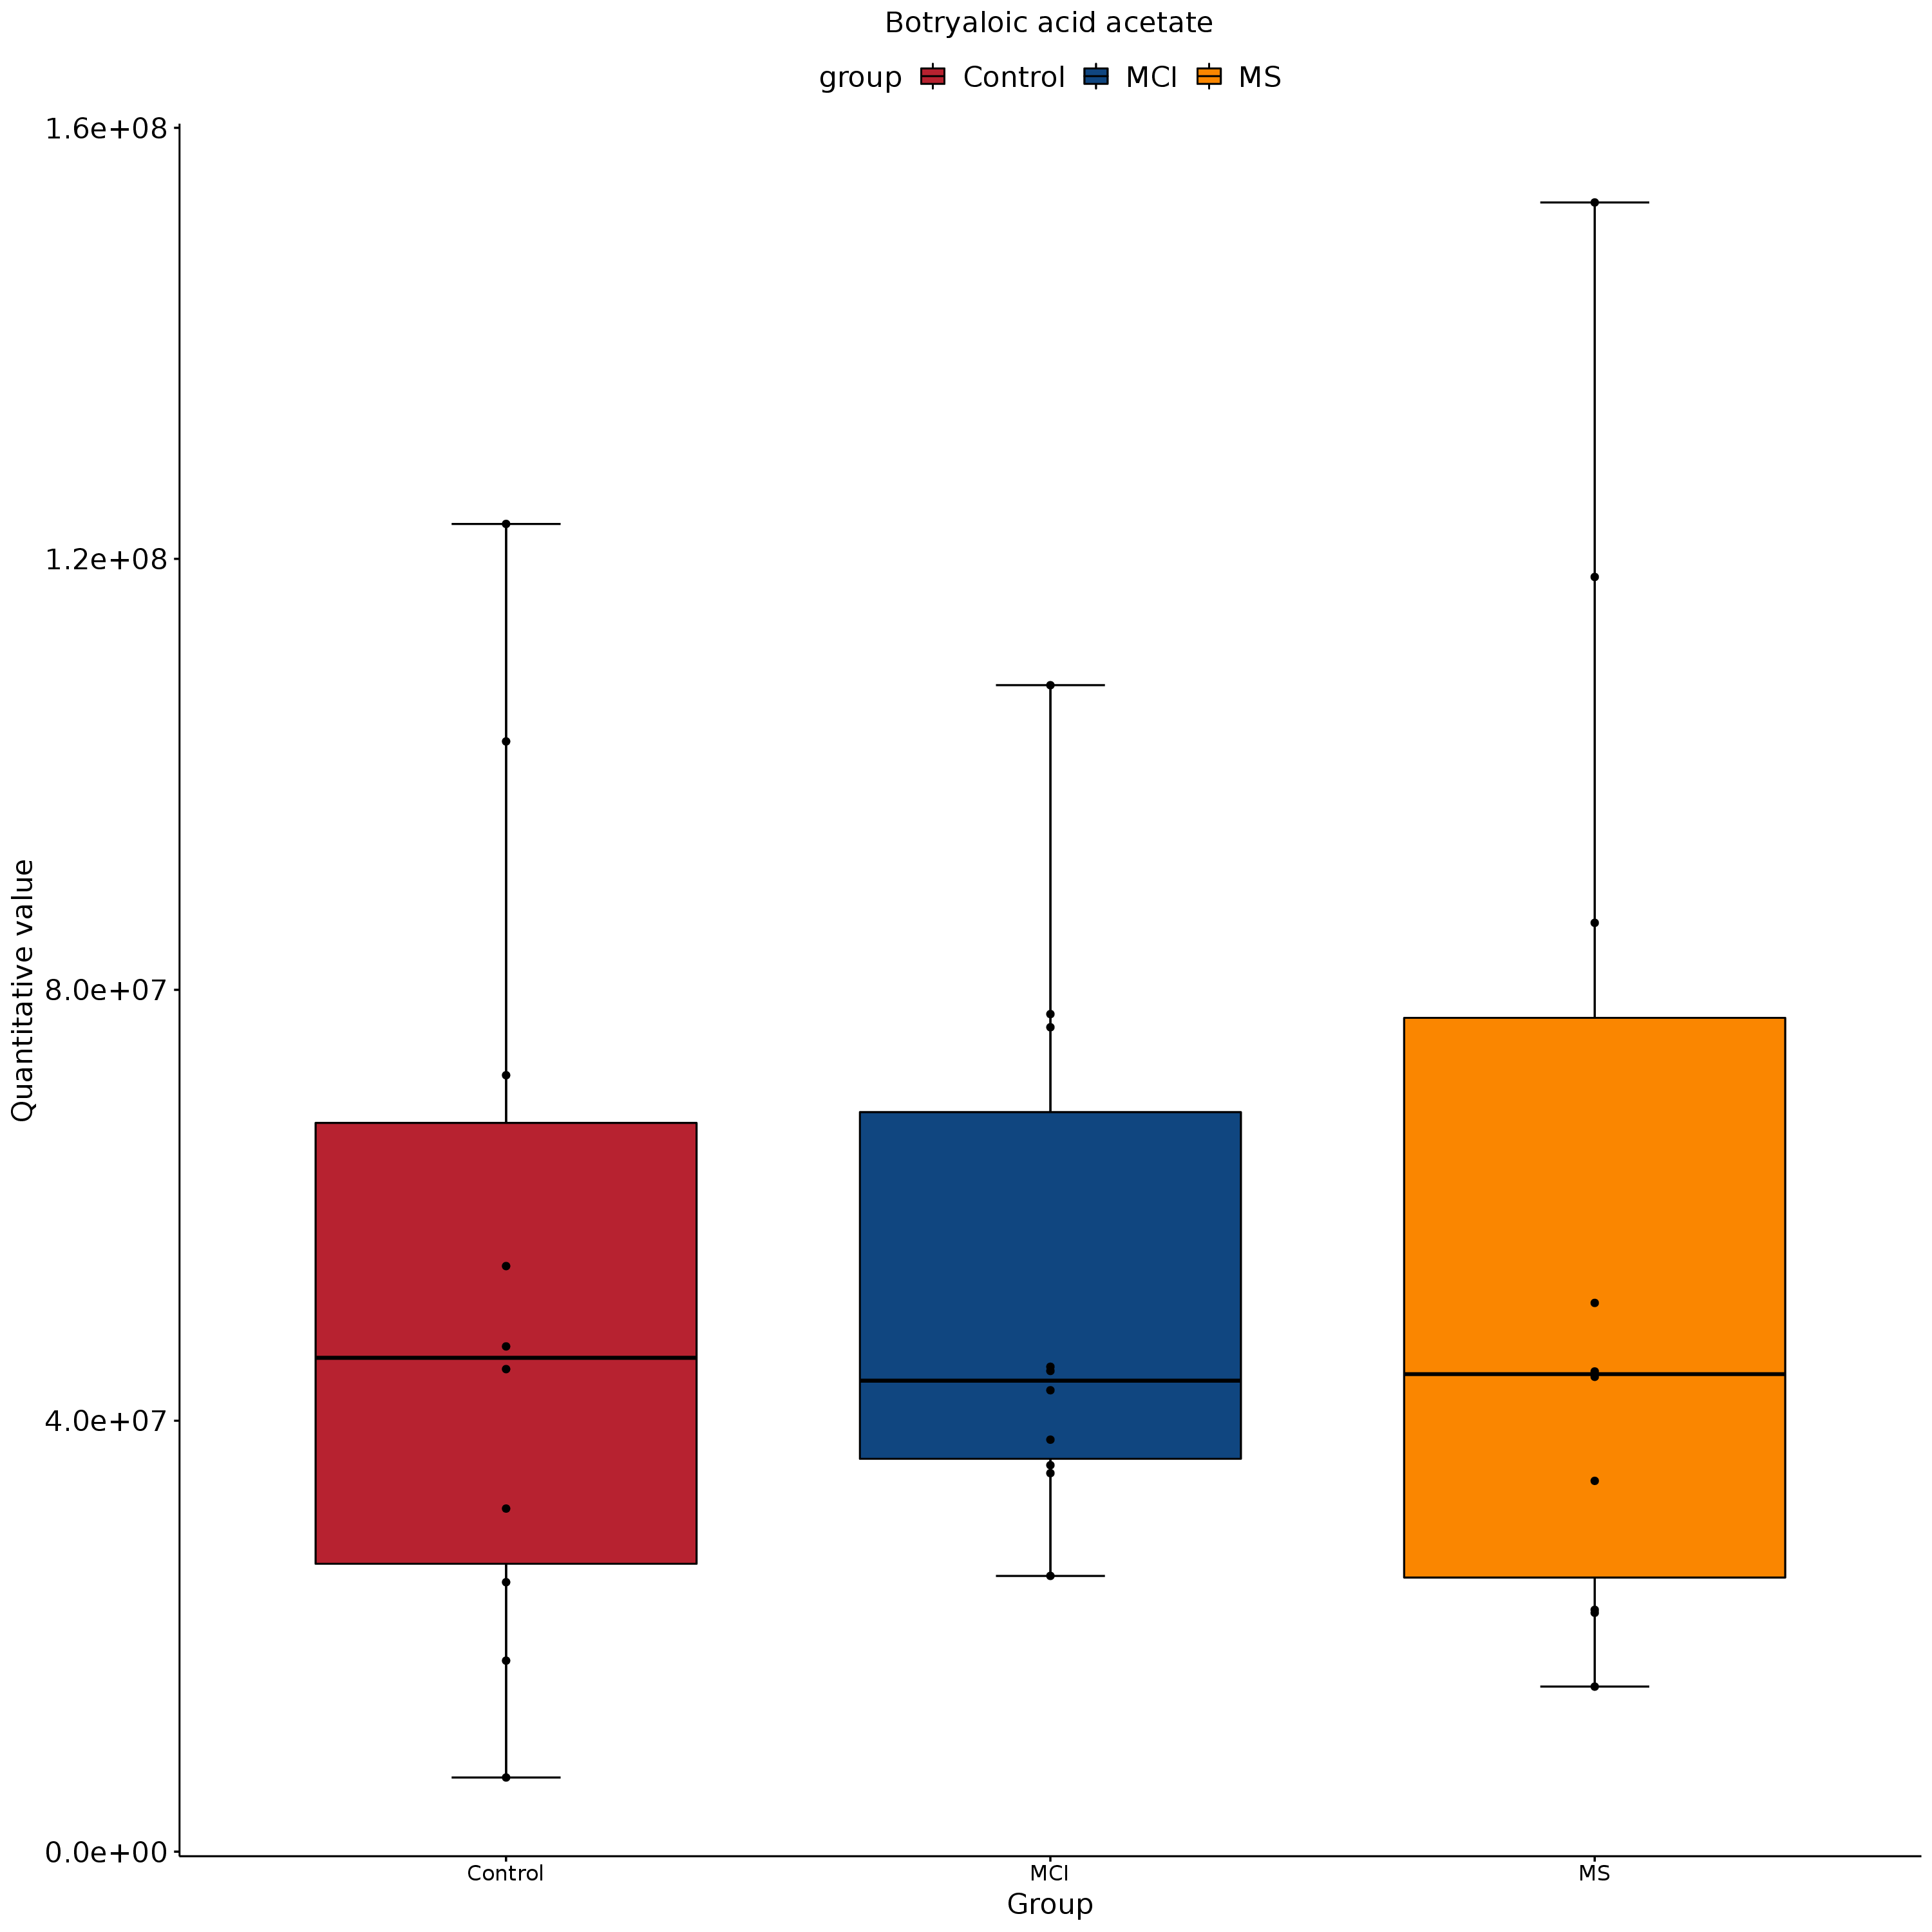 Botryaloic acid acetate
group Control MCI MS
1.6e+08
1.2e+08
8.0e+07
4.0e+07
0.0e+00
Quantitative value
Control MCI MS
Group